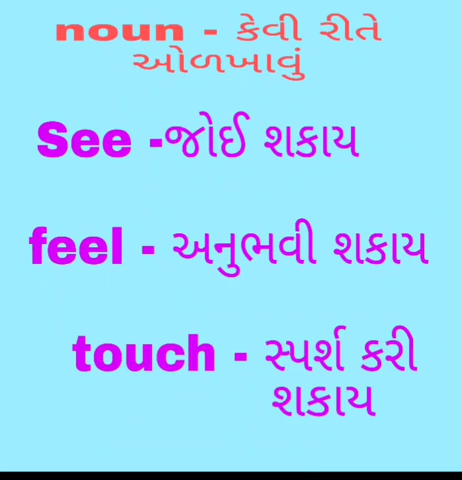 noun - કેવી રીતે
ઓળખાવું
See -જોઈ શકાય
feel - અનુભવી શકાય
touch - સ્પર્શ કરી
શકાય